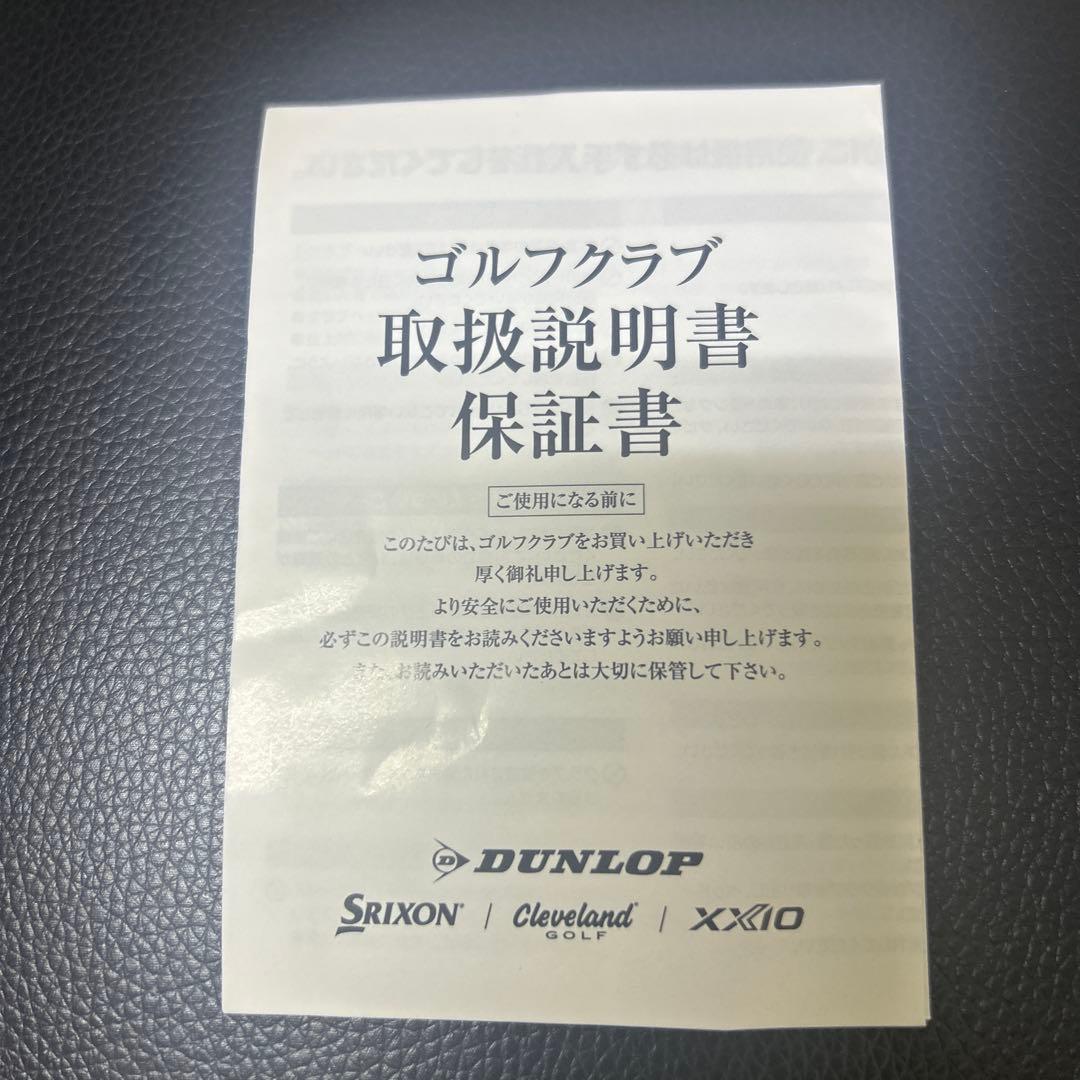 ゴルフクラブ
取扱説明書
保証書
ご使用になる前に
このたびは、ゴルフクラブをお買い上げいただき
厚く御礼申し上げます。
より安全にご使用いただくために、
必ずこの説明書をお読みくださいますようお願い申し上げます。
また、お読みいただいたあとは大切に保管して下さい。
D DUNLOP
SRIXON / Cleveland GOLF / XXIO